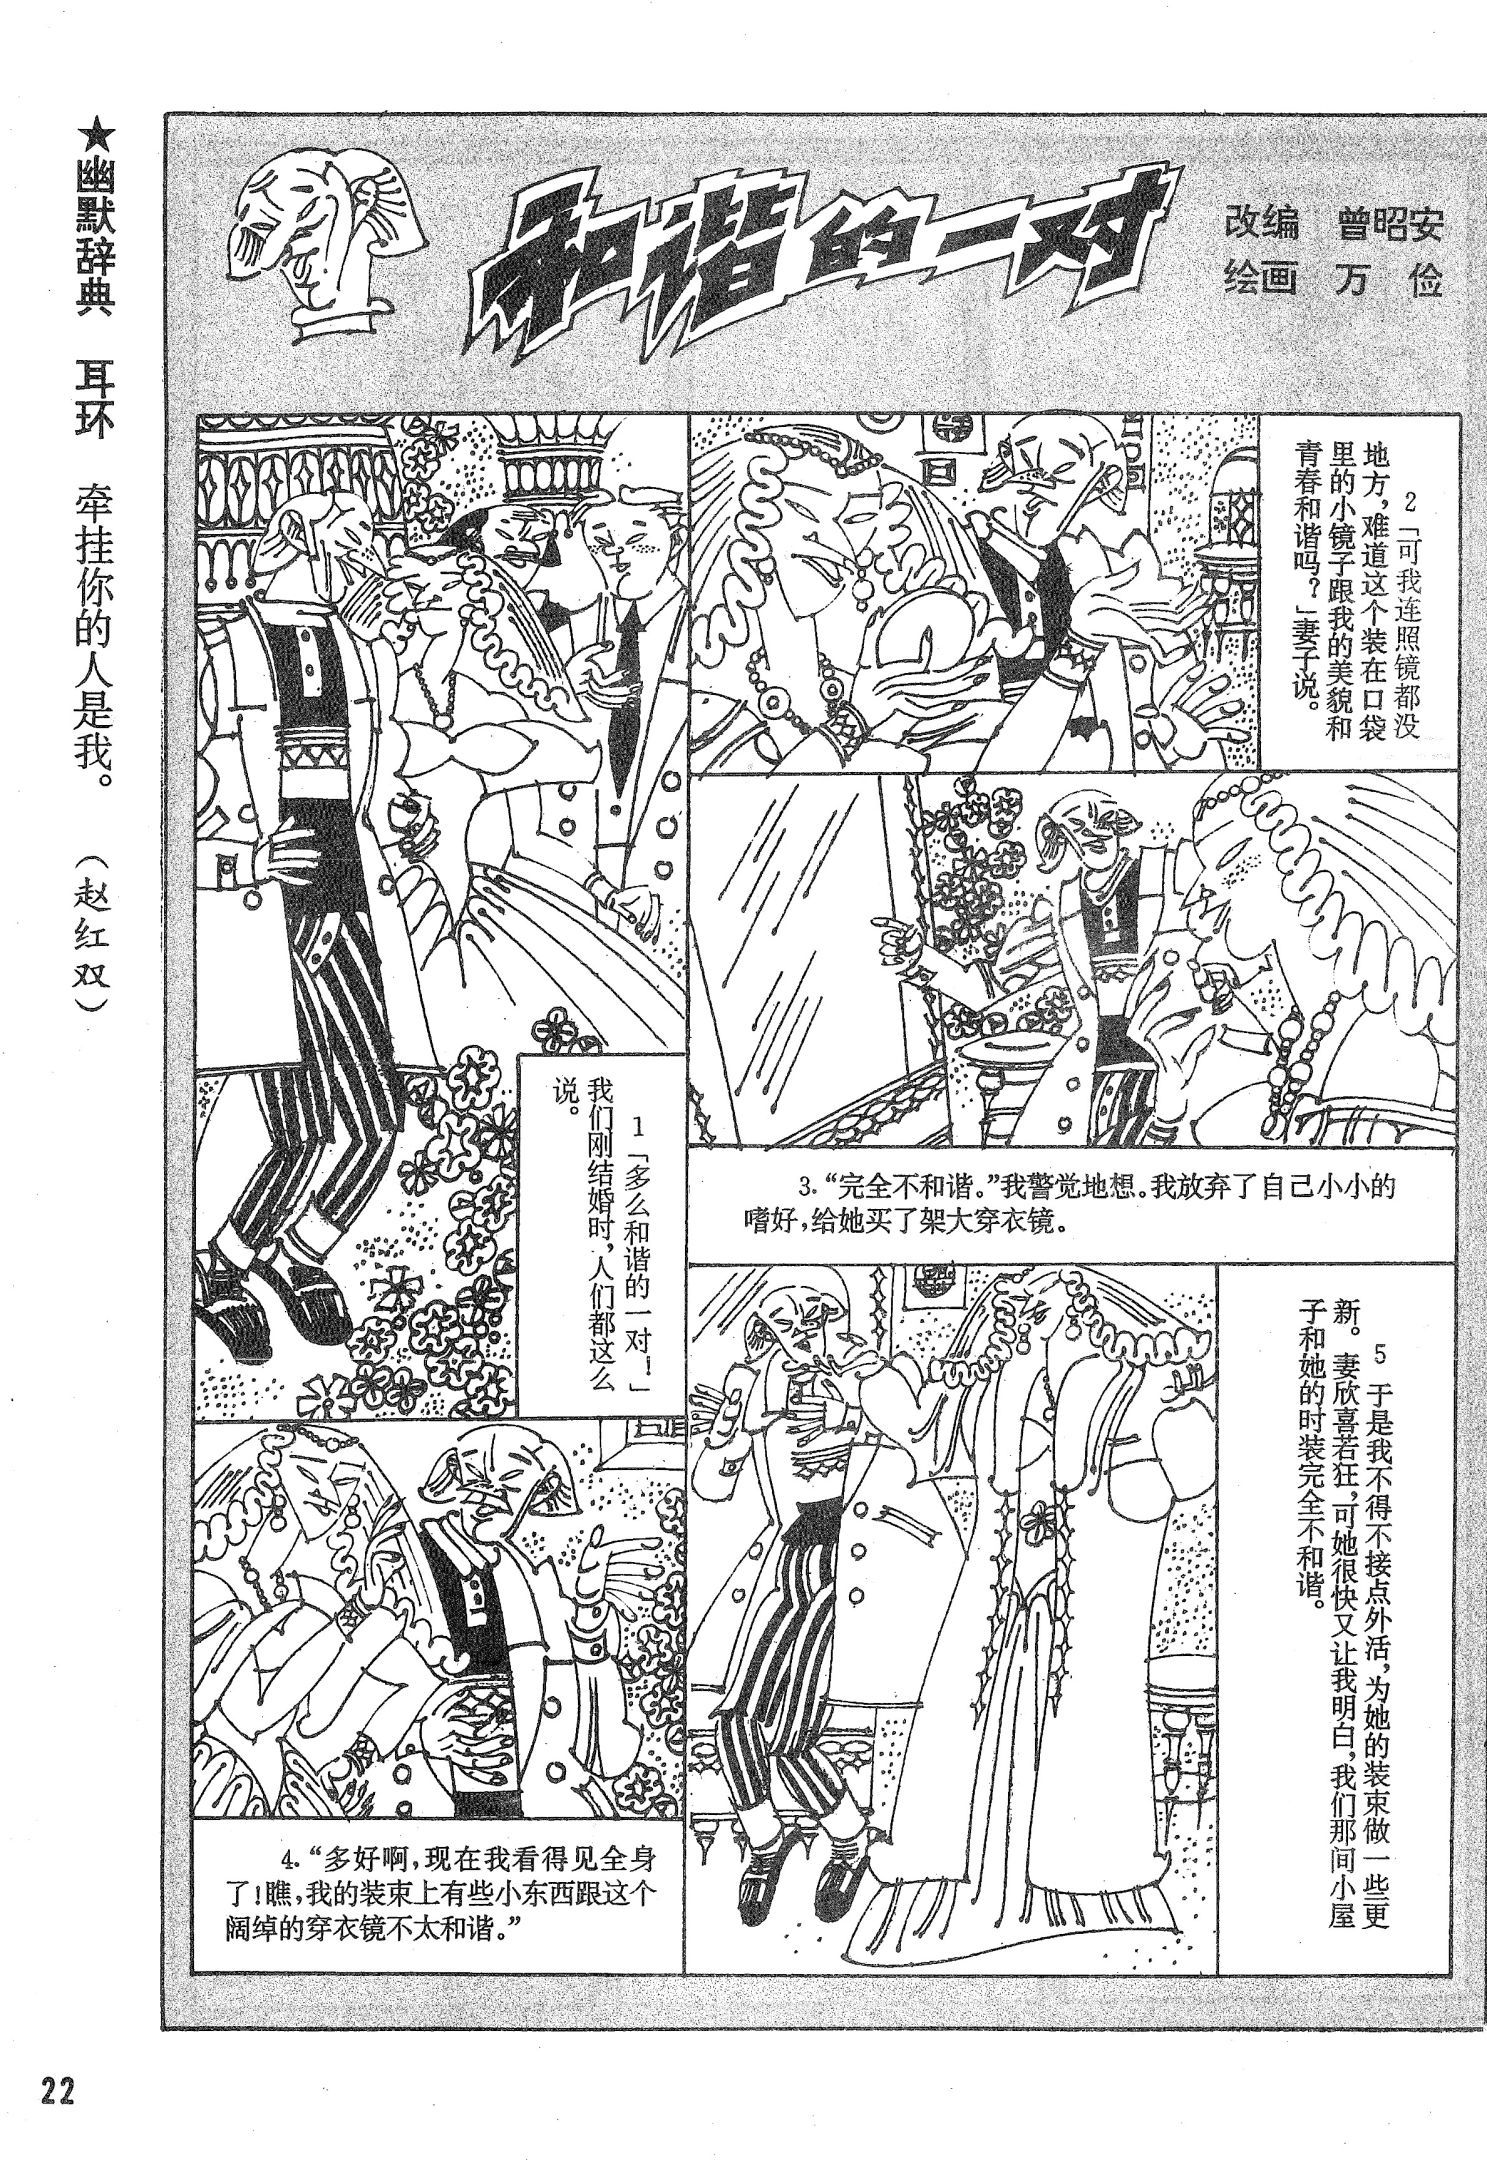 ★幽默辞典　耳环　牵挂你的人是我。　（赵红双）
和谐的一对
改编　曾昭安
绘画　万　俭
1「多么和谐的一对！」
我们刚结婚时，人们都这么
说。
2「可我连照镜都没
地方，难道这个装在口袋
里的小镜子跟我的美貌和
青春和谐吗？」妻子说。
3.“完全不和谐。”我警觉地想。我放弃了自己小小的
嗜好，给她买了架大穿衣镜。
4.“多好啊，现在我看得见全身
了！瞧，我的装束上有些小东西跟这个
阔绰的穿衣镜不太和谐。”
5　于是我不得不接点外活，为她的装束做一些更
新。妻欣喜若狂，可她很快又让我明白，我们那间小屋
子和她的时装完全不和谐。
22